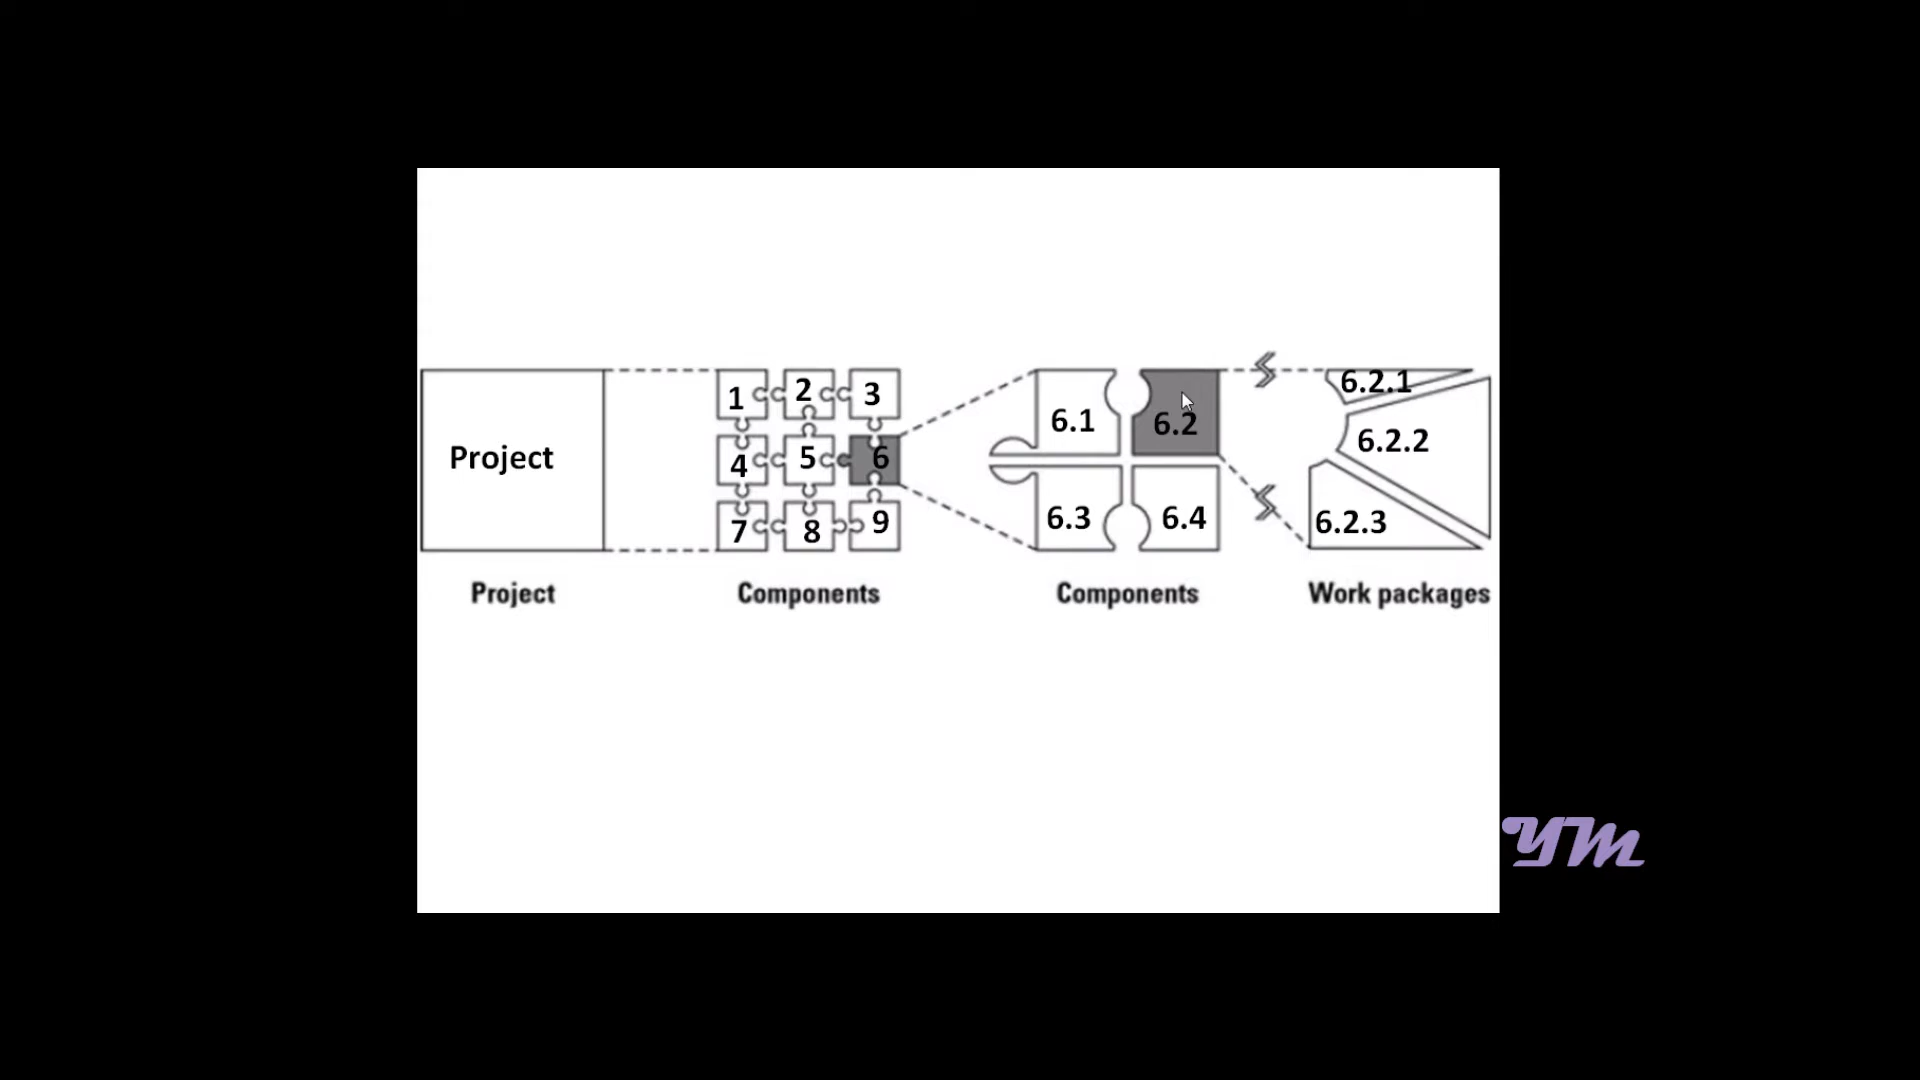 Project
1
2
3
4
5
6
7
8
9
6.1
6.2
6.3
6.4
6.2.1
6.2.2
6.2.3
Project
Components
Components
Work packages
YM